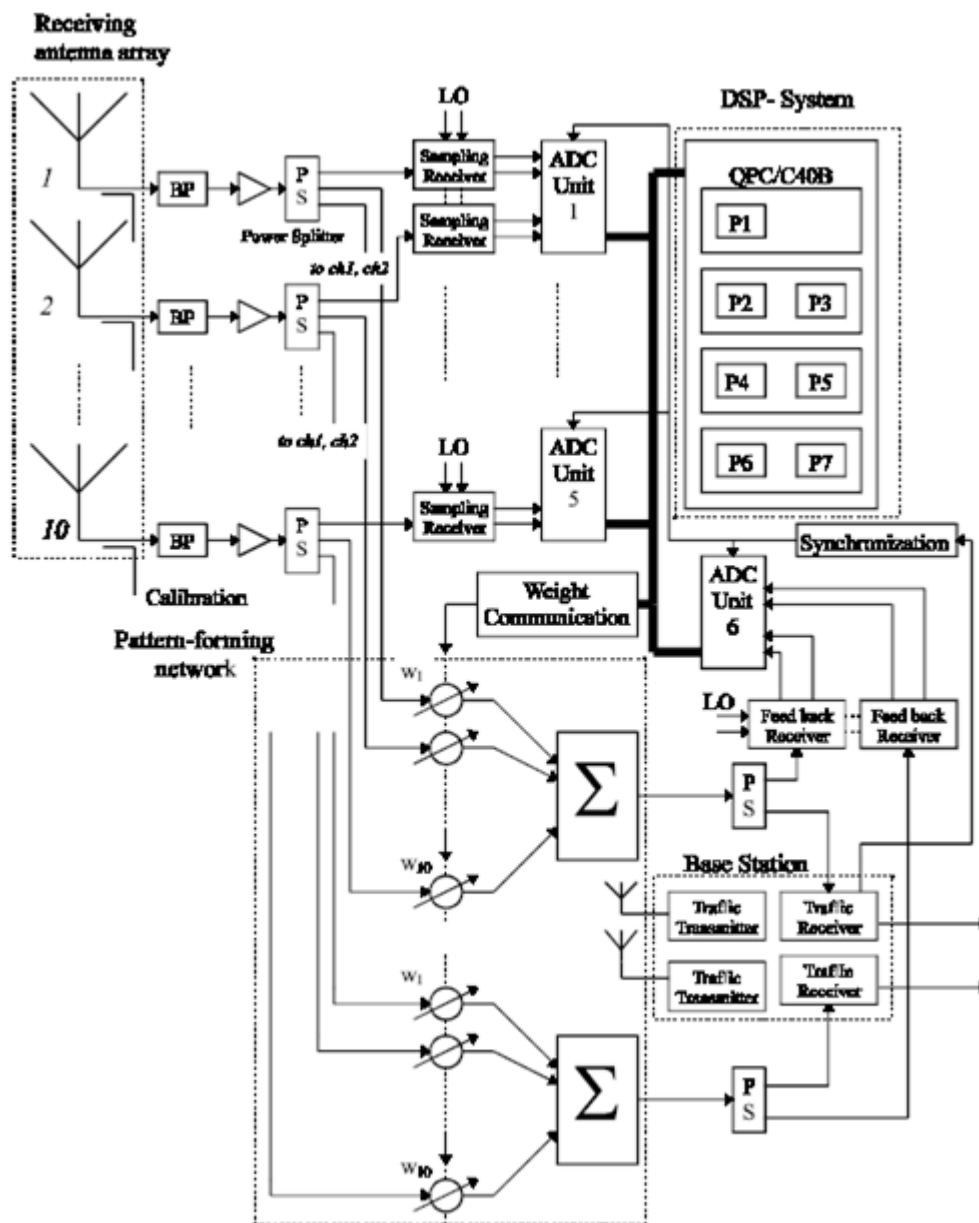 Receiving
antenna array
LO
DSP- System
1
BP
P
S
Sampling
Receiver
ADC
Unit
1
QPC/C40B
P1
Power Splitter
Sampling
Receiver
to ch1, ch2
2
BP
P
S
P2
P3
P4
P5
to ch1, ch2
LO
ADC
Unit
5
P6
P7
10
BP
P
S
Sampling
Receiver
Synchronization
Calibration
Weight
Communication
ADC
Unit
6
Pattern-forming
network
W1
LO
Feed back
Receiver
Feed back
Receiver
Σ
P
S
Base Station
W10
Traffic
Transmitter
Traffic
Receiver
W1
Traffic
Transmitter
Traffic
Receiver
Σ
P
S
W10